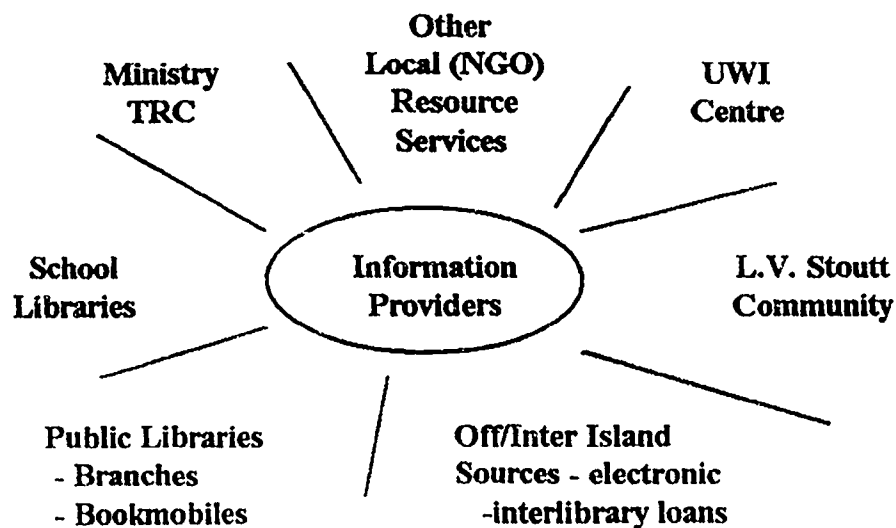 Other
Local (NGO)
Resource
Services
Ministry
TRC
UWI
Centre
School
Libraries
Information
Providers
L.V. Stoutt
Community
Public Libraries
- Branches
- Bookmobiles
Off/Inter Island
Sources - electronic
-interlibrary loans